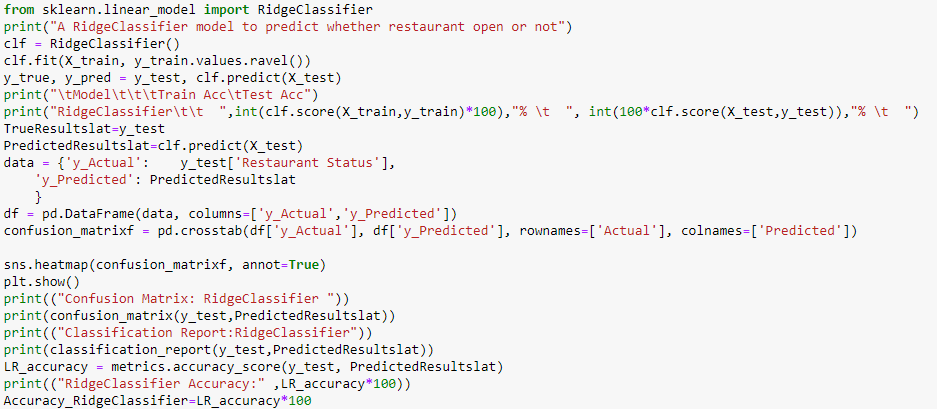 from sklearn.linear_model import RidgeClassifier
print("A RidgeClassifier model to predict whether restaurant open or not")
clf = RidgeClassifier()
clf.fit(X_train, y_train.values.ravel())
y_true, y_pred = y_test, clf.predict(X_test)
print("\tModel\t\t\tTrain Acc\tTest Acc")
print("RidgeClassifier\t\t  ",int(clf.score(X_train,y_train)*100),"% \t  ", int(100*clf.score(X_test,y_test)),"% \t  ")
TrueResultslat=y_test
PredictedResultslat=clf.predict(X_test)
data = {'y_Actual':    y_test['Restaurant Status'],
    'y_Predicted': PredictedResultslat
    }
df = pd.DataFrame(data, columns=['y_Actual','y_Predicted'])
confusion_matrixf = pd.crosstab(df['y_Actual'], df['y_Predicted'], rownames=['Actual'], colnames=['Predicted'])

sns.heatmap(confusion_matrixf, annot=True)
plt.show()
print(("Confusion Matrix: RidgeClassifier "))
print(confusion_matrix(y_test,PredictedResultslat))
print(("Classification Report:RidgeClassifier"))
print(classification_report(y_test,PredictedResultslat))
LR_accuracy = metrics.accuracy_score(y_test, PredictedResultslat)
print(("RidgeClassifier Accuracy:" ,LR_accuracy*100))
Accuracy_RidgeClassifier=LR_accuracy*100